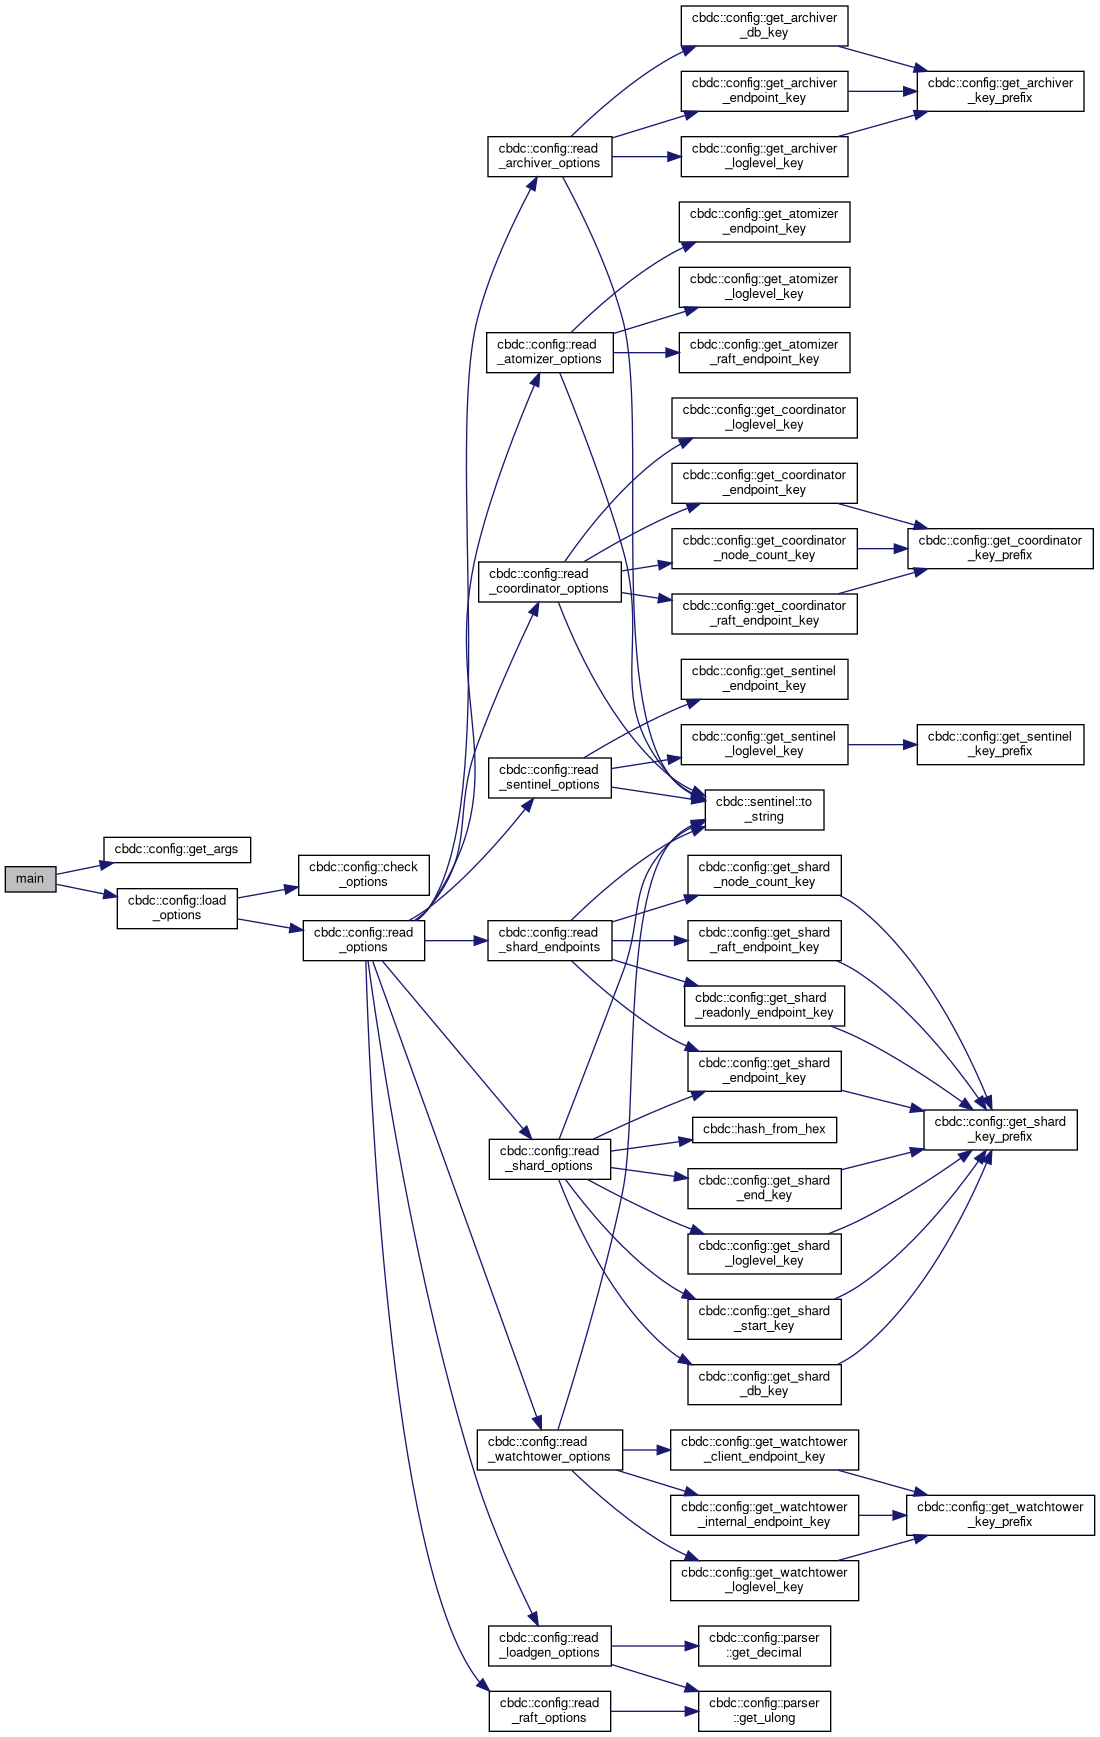 main
cbdc::config::get_args
cbdc::config::load
_options
cbdc::config::check
_options
cbdc::config::read
_options
cbdc::config::read
_archiver_options
cbdc::config::read
_atomizer_options
cbdc::config::read
_coordinator_options
cbdc::config::read
_sentinel_options
cbdc::config::read
_shard_endpoints
cbdc::config::read
_shard_options
cbdc::config::read
_watchtower_options
cbdc::config::read
_loadgen_options
cbdc::config::read
_raft_options
cbdc::config::get_archiver
_db_key
cbdc::config::get_archiver
_endpoint_key
cbdc::config::get_archiver
_loglevel_key
cbdc::config::get_atomizer
_endpoint_key
cbdc::config::get_atomizer
_loglevel_key
cbdc::config::get_atomizer
_raft_endpoint_key
cbdc::config::get_coordinator
_loglevel_key
cbdc::config::get_coordinator
_endpoint_key
cbdc::config::get_coordinator
_node_count_key
cbdc::config::get_coordinator
_raft_endpoint_key
cbdc::config::get_sentinel
_endpoint_key
cbdc::config::get_sentinel
_loglevel_key
cbdc::sentinel::to
_string
cbdc::config::get_shard
_node_count_key
cbdc::config::get_shard
_raft_endpoint_key
cbdc::config::get_shard
_readonly_endpoint_key
cbdc::config::get_shard
_endpoint_key
cbdc::hash_from_hex
cbdc::config::get_shard
_end_key
cbdc::config::get_shard
_loglevel_key
cbdc::config::get_shard
_start_key
cbdc::config::get_shard
_db_key
cbdc::config::get_watchtower
_client_endpoint_key
cbdc::config::get_watchtower
_internal_endpoint_key
cbdc::config::get_watchtower
_loglevel_key
cbdc::config::parser
::get_decimal
cbdc::config::parser
::get_ulong
cbdc::config::get_archiver
_key_prefix
cbdc::config::get_coordinator
_key_prefix
cbdc::config::get_sentinel
_key_prefix
cbdc::config::get_shard
_key_prefix
cbdc::config::get_watchtower
_key_prefix